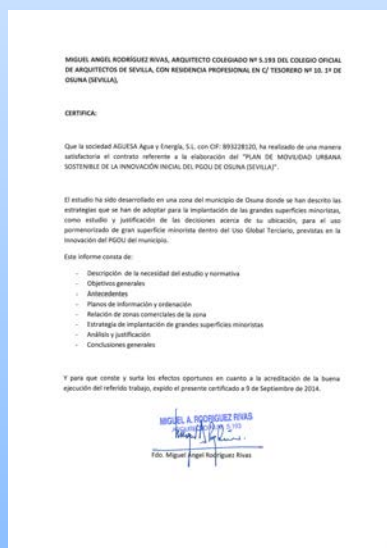 MIGUEL ANGEL RODRÍGUEZ RIVAS, ARQUITECTO COLEGIADO Nº 5.193 DEL COLEGIO OFICIAL
DE ARQUITECTOS DE SEVILLA, CON RESIDENCIA PROFESIONAL EN C/ TESORERO Nº 10. 1º DE
OSUNA (SEVILLA),
CERTIFICA:
Que la sociedad AGUESA Agua y Energía, S.L. con CIF: B93228120, ha realizado de una manera
satisfactoria el contrato referente a la elaboración del "PLAN DE MOVILIDAD URBANA
SOSTENIBLE DE LA INNOVACIÓN INICIAL DEL PGOU DE OSUNA (SEVILLA)".
El estudio ha sido desarrollado en una zona del municipio de Osuna donde se han descrito las
estrategias que se han de adoptar para la implantación de las grandes superficies minoristas,
como estudio y justificación de las decisiones acerca de su ubicación, para el uso
pormenorizado de gran superficie minorista dentro del Uso Global Terciario, previstas en la
Innovación del PGOU del municipio.
Este informe consta de:
- Descripción de la necesidad del estudio y normativa
- Objetivos generales
- Antecedentes
- Planos de información y ordenación
- Relación de zonas comerciales de la zona
- Estrategia de implantación de grandes superficies minoristas
- Análisis y justificación
- Conclusiones generales
Y para que conste y surta los efectos oportunos en cuanto a la acreditación de la buena
ejecución del referido trabajo, expido el presente certificado a 9 de Septiembre de 2014.
MIGUEL A. RODRIGUEZ RIVAS
5.193
Fdo. Miguel Angel Rodríguez Rivas